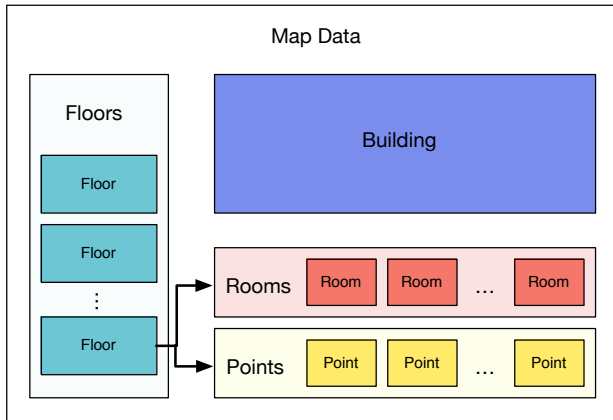 Map Data
Floors
Floor
Floor
⋮
Floor
Building
Rooms Room Room ... Room
Points Point Point ... Point